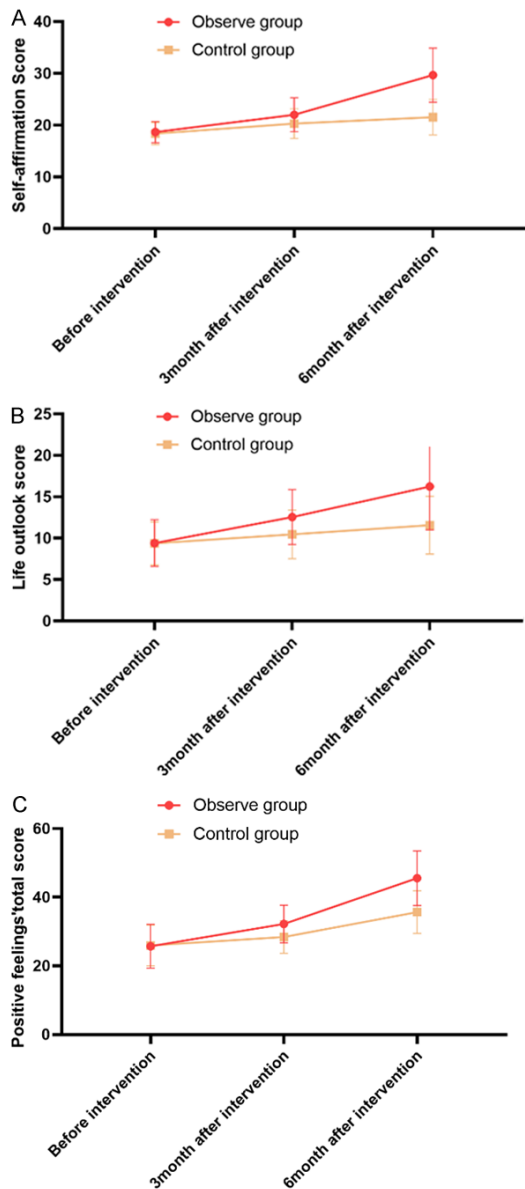 A
Observe group
Control group
Self-affirmation Score
40
30
20
10
0
Before intervention
3month after intervention
6month after intervention
B
Observe group
Control group
Life outlook score
25
20
15
10
5
0
Before intervention
3month after intervention
6month after intervention
C
Observe group
Control group
Positive feelings'total score
60
40
20
0
Before intervention
3month after intervention
6month after intervention